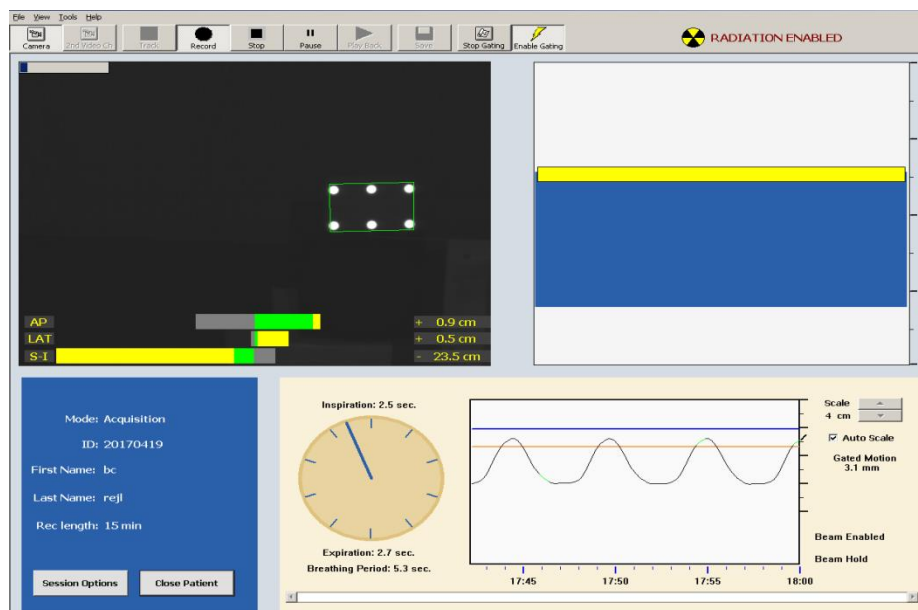 File View Tools Help
Camera 2nd Video Ch Track Record Stop Pause Play Back Save Stop Gating Enable Gating RADIATION ENABLED
AP + 0.9 cm
LAT + 0.5 cm
S-I - 23.5 cm
Mode: Acquisition
ID: 20170419
First Name: bc
Last Name: rejl
Rec length: 15 min
Session Options Close Patient
Inspiration: 2.5 sec.
Expiration: 2.7 sec.
Breathing Period: 5.3 sec.
17:45 17:50 17:55 18:00
Scale
4 cm
Auto Scale
Gated Motion
3.1 mm
Beam Enabled
Beam Hold